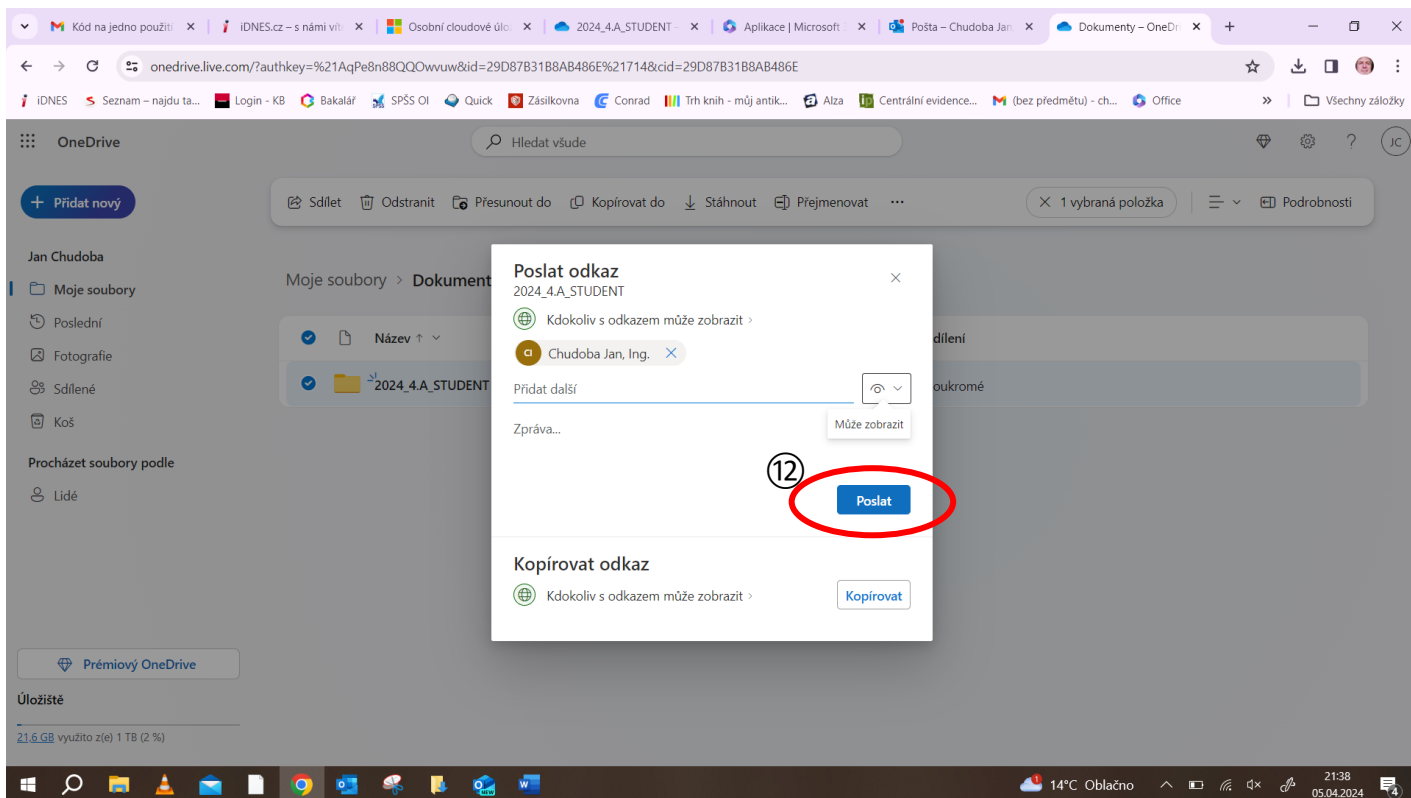 Kód na jedno použití
iDNES.cz – s námi víte
Osobní cloudové úlož
2024_4.A_STUDENT -
Aplikace | Microsoft
Pošta – Chudoba Jan
Dokumenty – OneDri
onedrive.live.com/?authkey=%21AqPe8n88QQOwvuw&id=29D87B31B8AB486E%21714&cid=29D87B31B8AB486E
iDNES
Seznam – najdu ta...
Login - KB
Bakalář
SPŠS OI
Quick
Zásilkovna
Conrad
Trh knih - můj antik...
Alza
Centrální evidence...
(bez předmětu) - ch...
Office
»
Všechny záložky
OneDrive
Hledat všude
JC
+ Přidat nový
Sdílet
Odstranit
Přesunout do
Kopírovat do
Stáhnout
Přejmenovat
...
1 vybraná položka
Podrobnosti
Jan Chudoba
Moje soubory
Poslední
Fotografie
Sdílené
Koš
Procházet soubory podle
Lidé
Moje soubory > Dokument
Název
dílení
2024_4.A_STUDENT
oukromé
Poslat odkaz
2024_4.A_STUDENT
Kdokoliv s odkazem může zobrazit >
CI
Chudoba Jan, Ing.
Přidat další
Může zobrazit
Zpráva...
⑫
Poslat
Kopírovat odkaz
Kdokoliv s odkazem může zobrazit >
Kopírovat
Prémiový OneDrive
Úložiště
21,6 GB využito z(e) 1 TB (2 %)
NEW
14°C Oblačno
21:38
05.04.2024
4